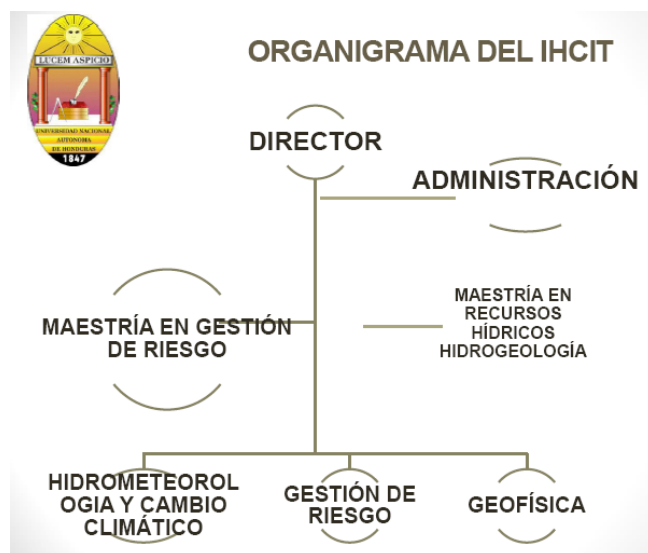 ORGANIGRAMA DEL IHCIT
LUCEM ASPICIO
UNIVERSIDAD NACIONAL
AUTONOMA
DE HONDURAS
1847
DIRECTOR
ADMINISTRACIÓN
MAESTRÍA EN GESTIÓN
DE RIESGO
MAESTRÍA EN
RECURSOS
HÍDRICOS
HIDROGEOLOGÍA
HIDROMETEOROL
OGIA Y CAMBIO
CLIMÁTICO
GESTIÓN DE
RIESGO
GEOFÍSICA